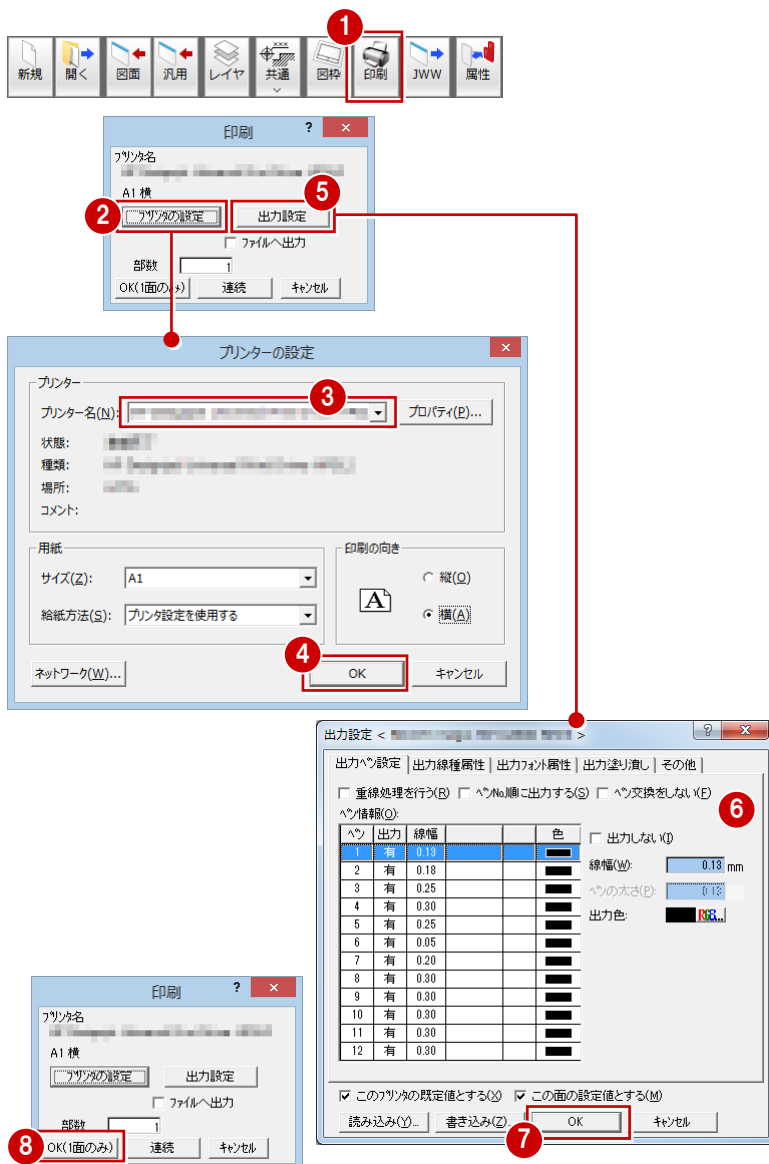 1
新規 開く 図面 汎用 レイヤ 共通 図枠 印刷 JWW 属性
印刷 ? ×
プリンタ名
A1 横
2 プリンタの設定 5 出力設定
ファイルへ出力
部数 1
OK(1面のみ) 連続 キャンセル
プリンターの設定 ×
プリンター
プリンター名(N): 3 プロパティ(P)...
状態:
種類:
場所:
コメント:
用紙
サイズ(Z): A1
給紙方法(S): プリンタ設定を使用する
印刷の向き
A 縦(O)
横(A)
ネットワーク(W)... 4 OK キャンセル
出力設定 < > ? ×
出力ペン設定 出力線種属性 出力フォント属性 出力塗り潰し その他
重線処理を行う(R) ペンNo.順に出力する(S) ペン交換をしない(F)
6
ペン情報(O):
ペン 出力 線幅 色
1 有 0.13
2 有 0.18
3 有 0.25
4 有 0.30
5 有 0.25
6 有 0.05
7 有 0.20
8 有 0.30
9 有 0.30
10 有 0.30
11 有 0.30
12 有 0.30
出力しない(I)
線幅(W): 0.13 mm
ペンの太さ(P): 0.13
出力色: RGB...
このプリンタの既定値とする(X) この面の設定値とする(M)
読み込み(Y)... 書き込み(Z)... 7 OK キャンセル
印刷 ? ×
プリンタ名
A1 横
プリンタの設定 出力設定
ファイルへ出力
部数 1
8 OK(1面のみ) 連続 キャンセル